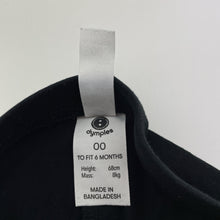 dymples
00
TO FIT 6 MONTHS
Height: 68cm
Mass: 8kg
MADE IN
BANGLADESH